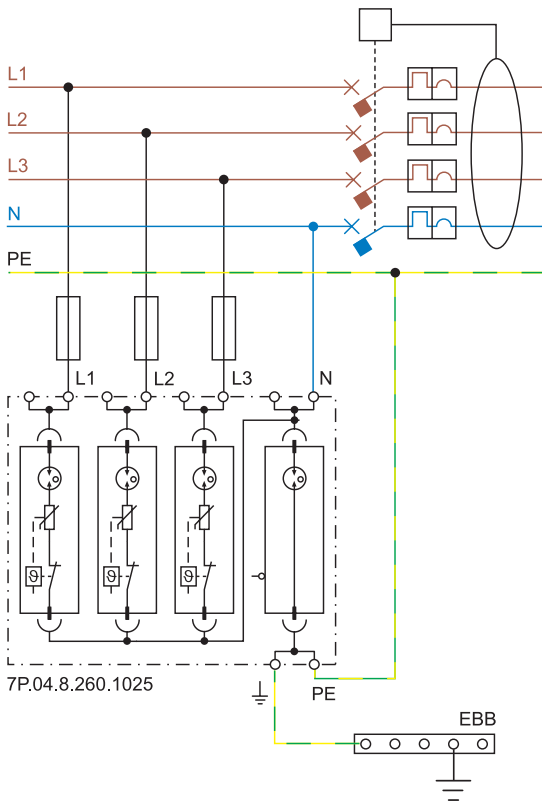 L1
L2
L3
N
PE
L1 L2 L3 N
ϑ ϑ ϑ
7P.04.8.260.1025
PE
EBB